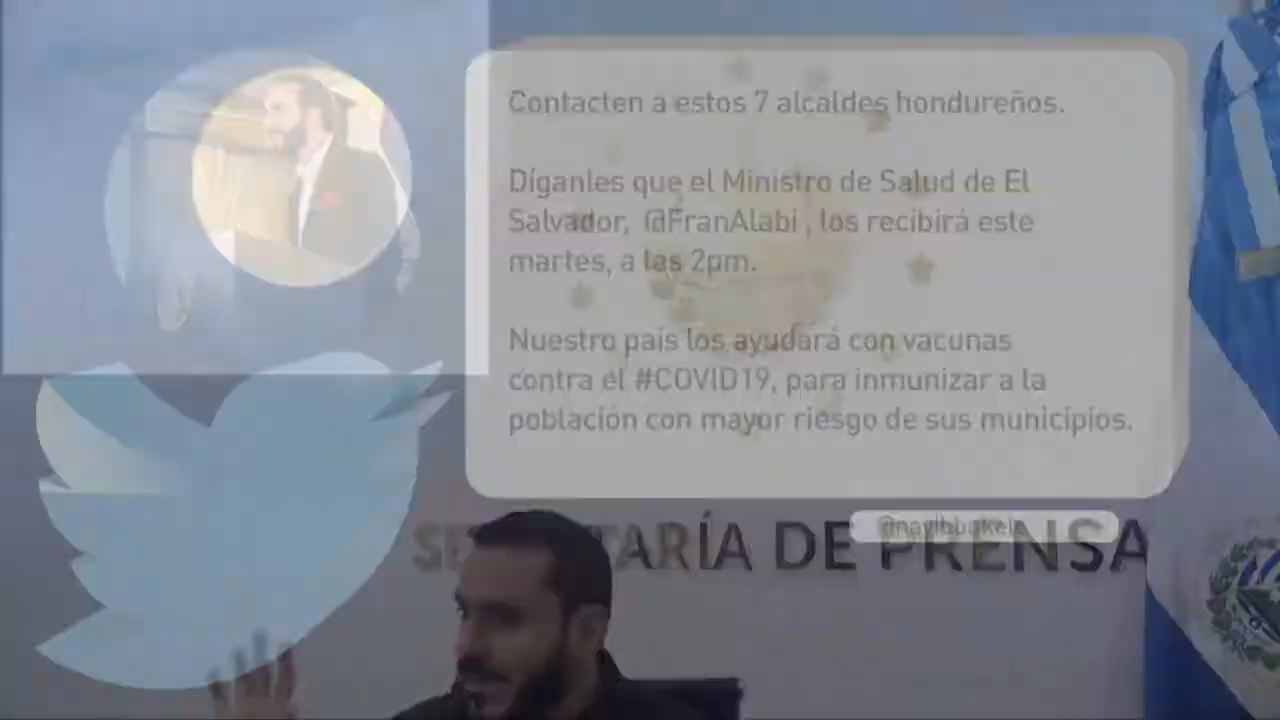 Contacten a estos 7 alcaldes hondureños.
Díganles que el Ministro de Salud de El
Salvador, @FranAlabi , los recibirá este
martes, a las 2pm.
Nuestro país los ayudará con vacunas
contra el #COVID19, para inmunizar a la
población con mayor riesgo de sus municipios.
@nayibbukele
DE PRENSA